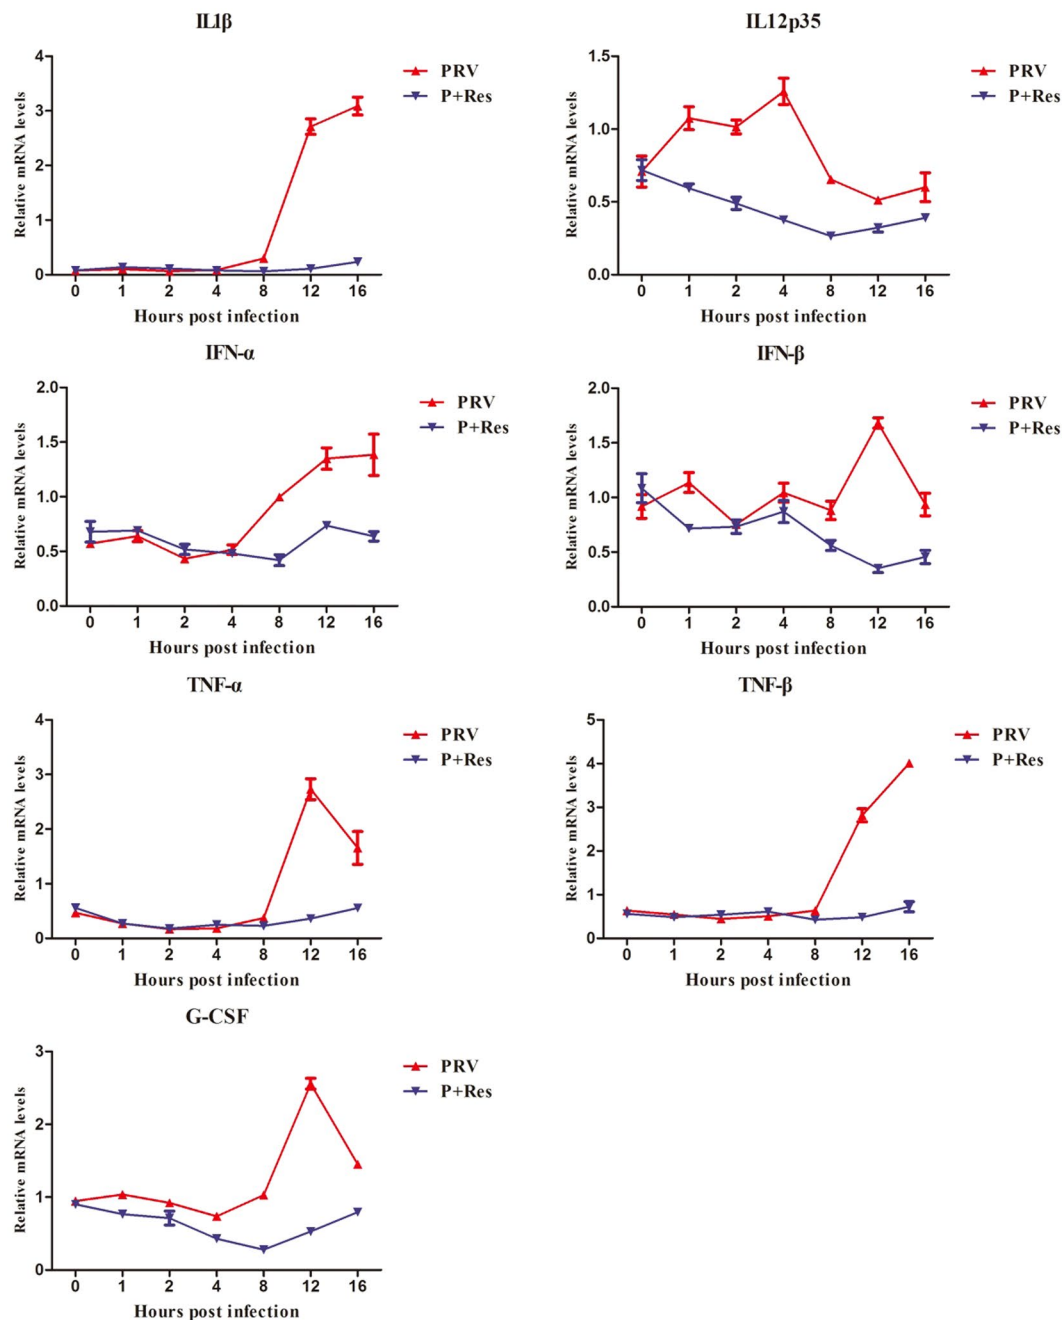 IL1β
Relative mRNA levels
4
3
2
1
0
0 1 2 4 8 12 16
Hours post infection
PRV
P+Res
IL12p35
Relative mRNA levels
1.5
1.0
0.5
0.0
0 1 2 4 8 12 16
Hours post infection
PRV
P+Res
IFN-α
Relative mRNA levels
2.0
1.5
1.0
0.5
0.0
0 1 2 4 8 12 16
Hours post infection
PRV
P+Res
IFN-β
Relative mRNA levels
2.0
1.5
1.0
0.5
0.0
0 1 2 4 8 12 16
Hours post infection
PRV
P+Res
TNF-α
Relative mRNA levels
4
3
2
1
0
0 1 2 4 8 12 16
Hours post infection
PRV
P+Res
TNF-β
Relative mRNA levels
5
4
3
2
1
0
0 1 2 4 8 12 16
Hours post infection
PRV
P+Res
G-CSF
Relative mRNA levels
3
2
1
0
0 1 2 4 8 12 16
Hours post infection
PRV
P+Res